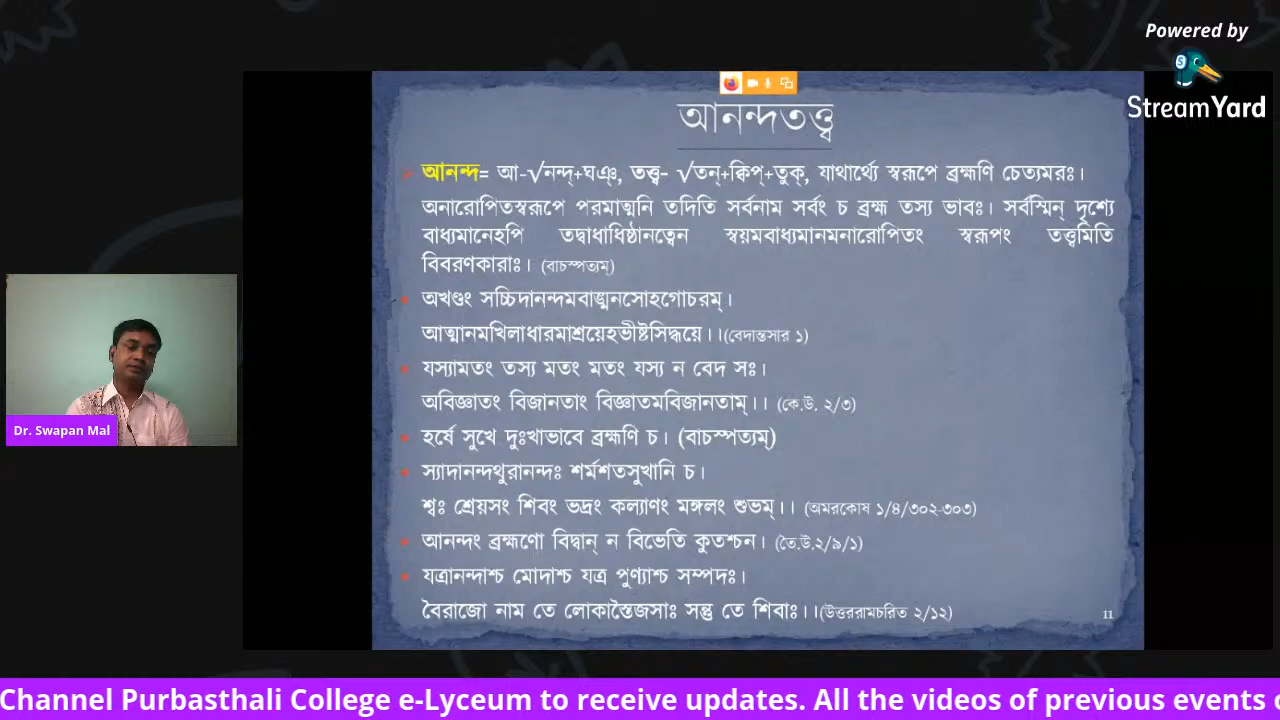 Powered by
StreamYard
আনন্দতত্ত্ব
আনন্দ= আ-√নন্দ্+ঘঞ্, তত্ত্ব- √তন্+ক্বিপ্+তুক্, যাথার্থ্যে স্বরূপে ব্রহ্মণি চেত্যমরঃ।
অনারোপিতস্বরূপে পরমাত্মনি তদিতি সর্বনাম সর্বং চ ব্রহ্ম তস্য ভাবঃ। সর্বস্মিন্ দৃশ্যে
বাধ্যমানেহপি তদ্বাধাধিষ্ঠানত্বেন স্বয়মবাধ্যমানমনারোপিতং স্বরূপং তত্ত্বমিতি
বিবরণকারাঃ। (বাচস্পত্যম্)
অখণ্ডং সচ্চিদানন্দমবাঙ্মনসোহগোচরম্।
আত্মানমখিলাধারমাশ্রয়েহভীষ্টসিদ্ধয়ে।।(বেদান্তসার ১)
যস্যামতং তস্য মতং মতং যস্য ন বেদ সঃ।
অবিজ্ঞাতং বিজানতাং বিজ্ঞাতমবিজানতাম্।। (কে.উ. ২/৩)
হর্ষে সুখে দুঃখাভাবে ব্রহ্মণি চ। (বাচস্পত্যম্)
স্যাদানন্দথুরানন্দঃ শর্মশতসুখানি চ।
শ্বঃ শ্রেয়সং শিবং ভদ্রং কল্যাণং মঙ্গলং শুভম্।। (অমরকোষ ১/৪/৩০২-৩০৩)
আনন্দং ব্রহ্মণো বিদ্বান্ ন বিভেতি কুতশ্চন। (তৈ.উ.২/৯/১)
যত্রানন্দাশ্চ মোদাশ্চ যত্র পুণ্যাশ্চ সম্পদঃ।
বৈরাজো নাম তে লোকাস্তৈজসাঃ সন্তু তে শিবাঃ।।(উত্তররামচরিত ২/১২)
11
Dr. Swapan Mal
Channel Purbasthali College e-Lyceum to receive updates. All the videos of previous events